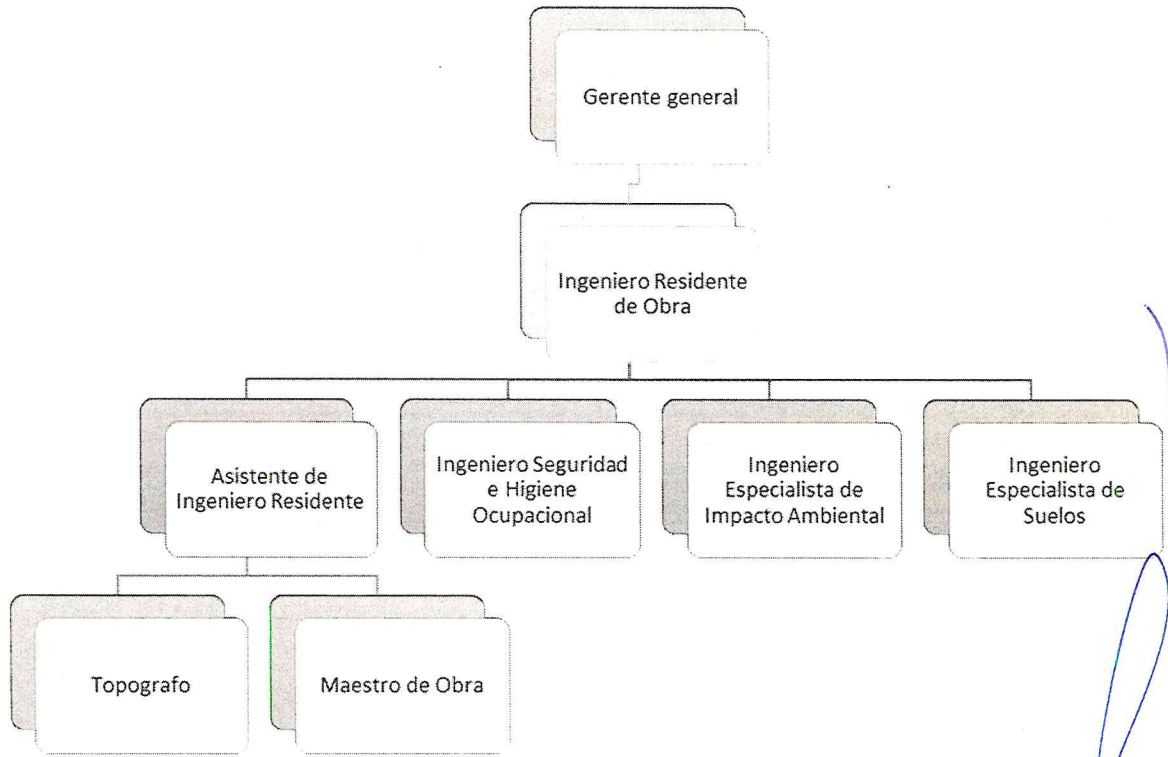 Gerente general
Ingeniero Residente
de Obra
Asistente de
Ingeniero Residente
Ingeniero Seguridad
e Higiene
Ocupacional
Ingeniero
Especialista de
Impacto Ambiental
Ingeniero
Especialista de
Suelos
Topografo
Maestro de Obra